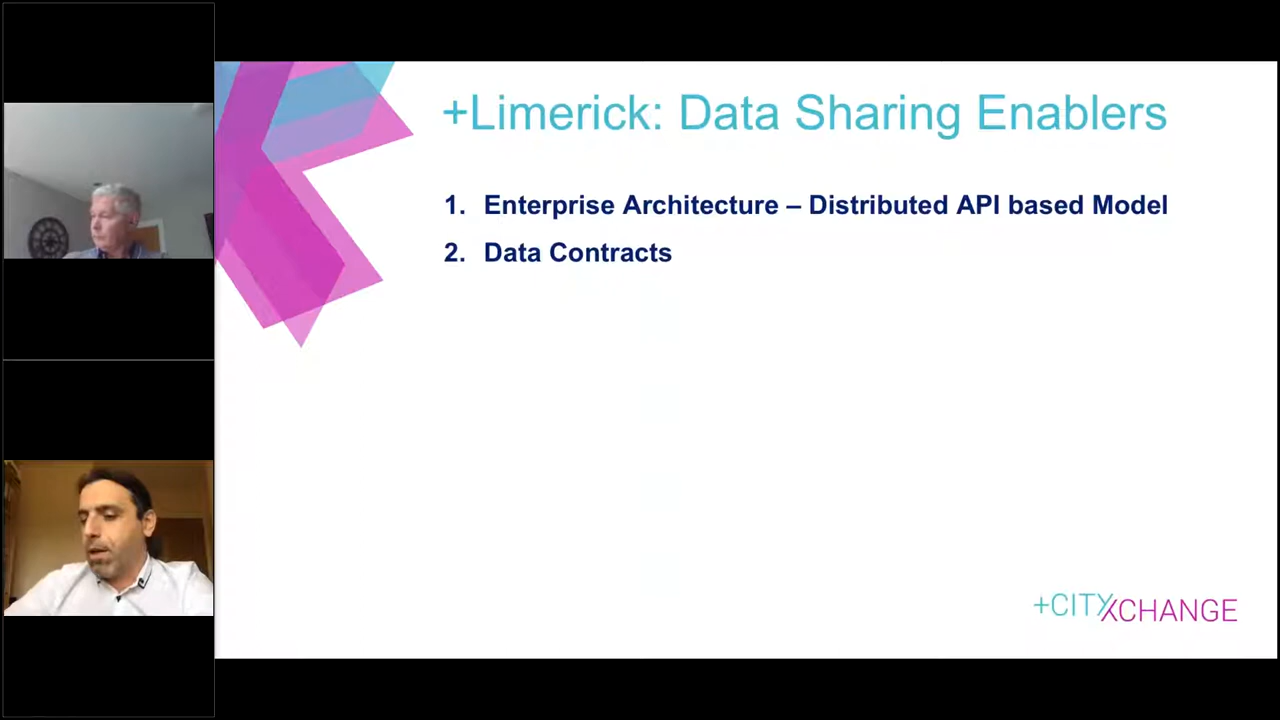 +Limerick: Data Sharing Enablers
1. Enterprise Architecture – Distributed API based Model
2. Data Contracts
+CITYXCHANGE